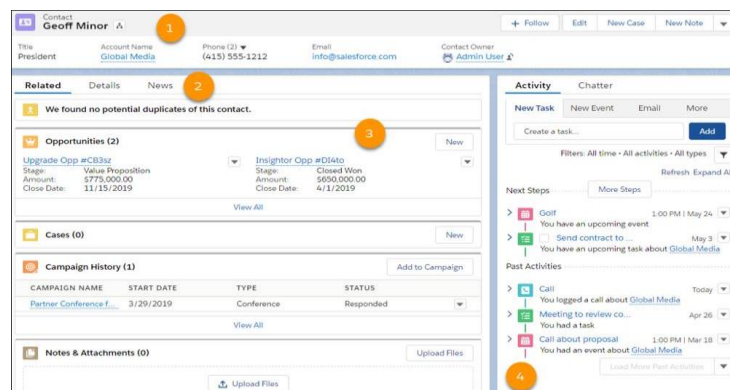 Contact
Geoff Minor
1
+ Follow
Edit
New Case
New Note
Title
Account Name
Phone (2)
Email
Contact Owner
President
Global Media
(415) 555-1212
info@salesforce.com
Admin User
Related
Details
News
2
We found no potential duplicates of this contact.
Opportunities (2)
3
New
Upgrade Opp #CB3sz
Stage: Value Proposition
Amount: $775,000.00
Close Date: 11/15/2019
Insightor Opp #DI4to
Stage: Closed Won
Amount: $650,000.00
Close Date: 4/1/2019
View All
Cases (0)
New
Campaign History (1)
Add to Campaign
CAMPAIGN NAME START DATE TYPE STATUS
Partner Conference f... 3/29/2019 Conference Responded
View All
Notes & Attachments (0)
Upload Files
Upload Files
Activity
Chatter
New Task
New Event
Email
More
Create a task...
Add
Filters: All time • All activities • All types
Refresh Expand All
Next Steps
More Steps
Golf 1:00 PM | May 24
You have an upcoming event
Send contract to ... May 3
You have an upcoming task about Global Media
Past Activities
Call Today
You logged a call about Global Media
Meeting to review co... Apr 26
You had a task
Call about proposal 1:00 PM | Mar 18
You had an event about Global Media
4
Load More Past Activities